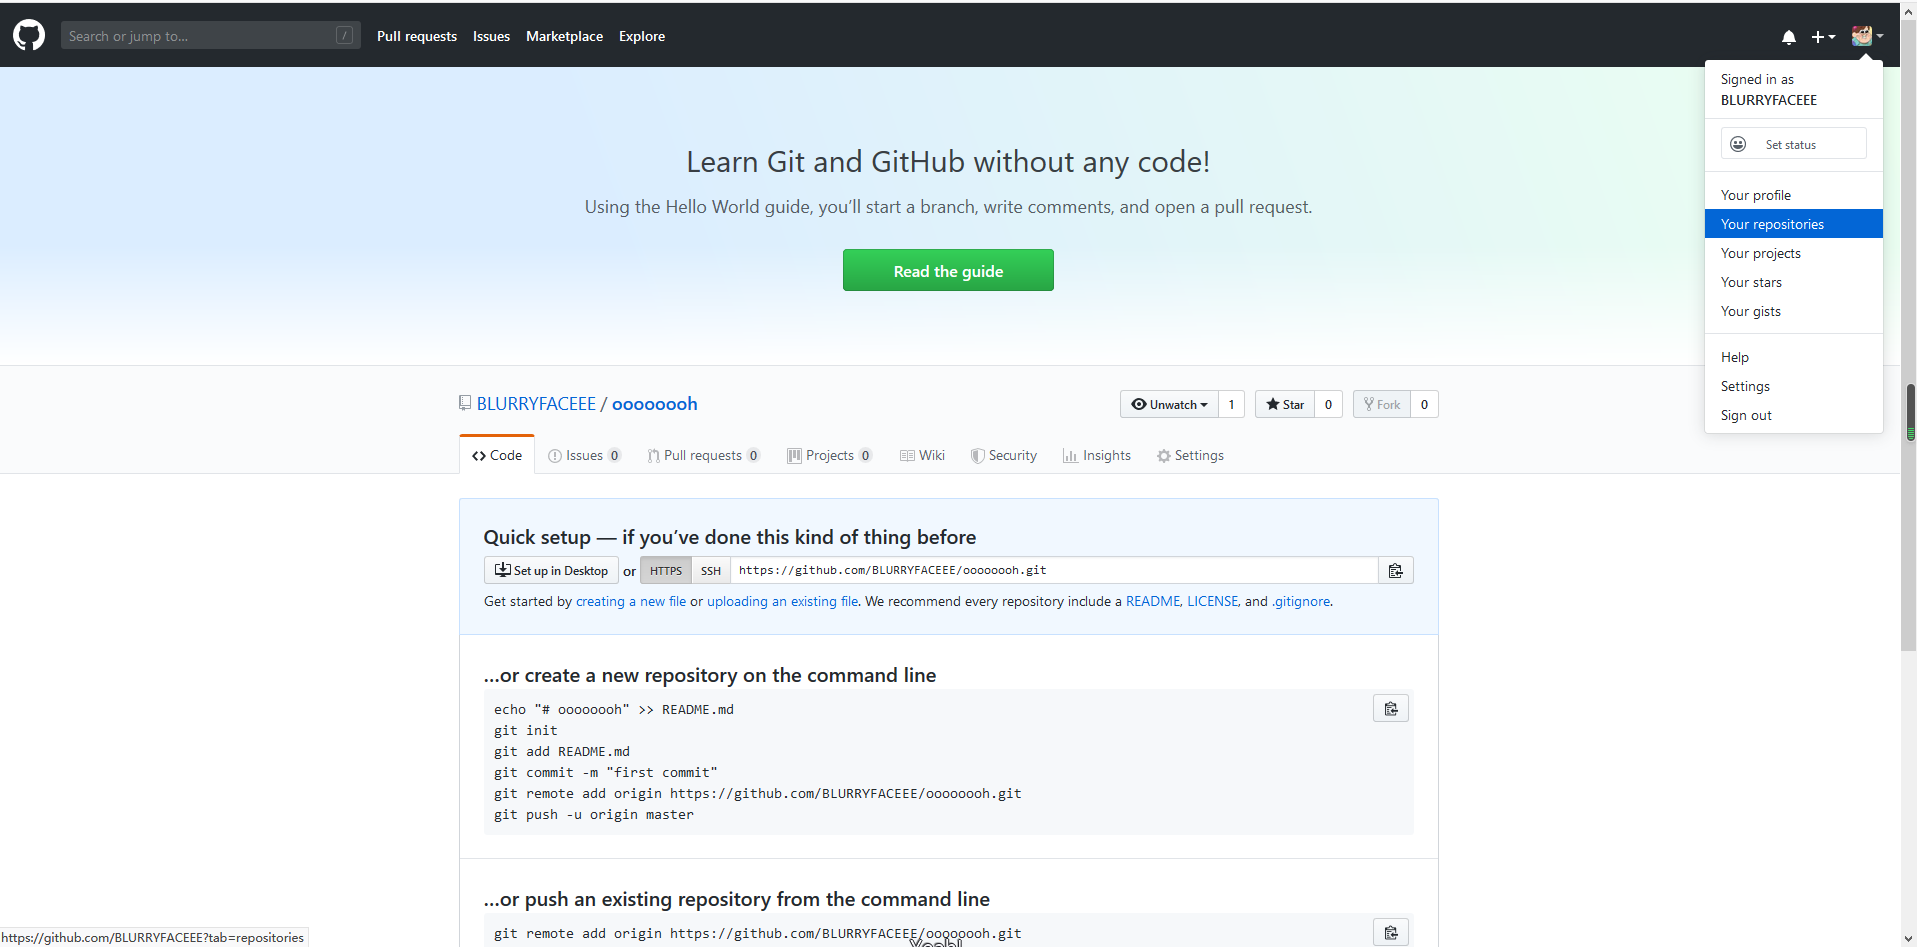 Search or jump to... /
Pull requests Issues Marketplace Explore
Signed in as
BLURRYFACEEE
Set status
Your profile
Your repositories
Your projects
Your stars
Your gists
Help
Settings
Sign out
Learn Git and GitHub without any code!
Using the Hello World guide, you’ll start a branch, write comments, and open a pull request.
Read the guide
BLURRYFACEEE / oooooooh
Unwatch 1 Star 0 Fork 0
Code Issues 0 Pull requests 0 Projects 0 Wiki Security Insights Settings
Quick setup — if you’ve done this kind of thing before
Set up in Desktop or HTTPS SSH https://github.com/BLURRYFACEEE/oooooooh.git
Get started by creating a new file or uploading an existing file. We recommend every repository include a README, LICENSE, and .gitignore.
…or create a new repository on the command line
echo "# oooooooh" >> README.md
git init
git add README.md
git commit -m "first commit"
git remote add origin https://github.com/BLURRYFACEEE/oooooooh.git
git push -u origin master
…or push an existing repository from the command line
git remote add origin https://github.com/BLURRYFACEEE/oooooooh.git
https://github.com/BLURRYFACEEE?tab=repositories